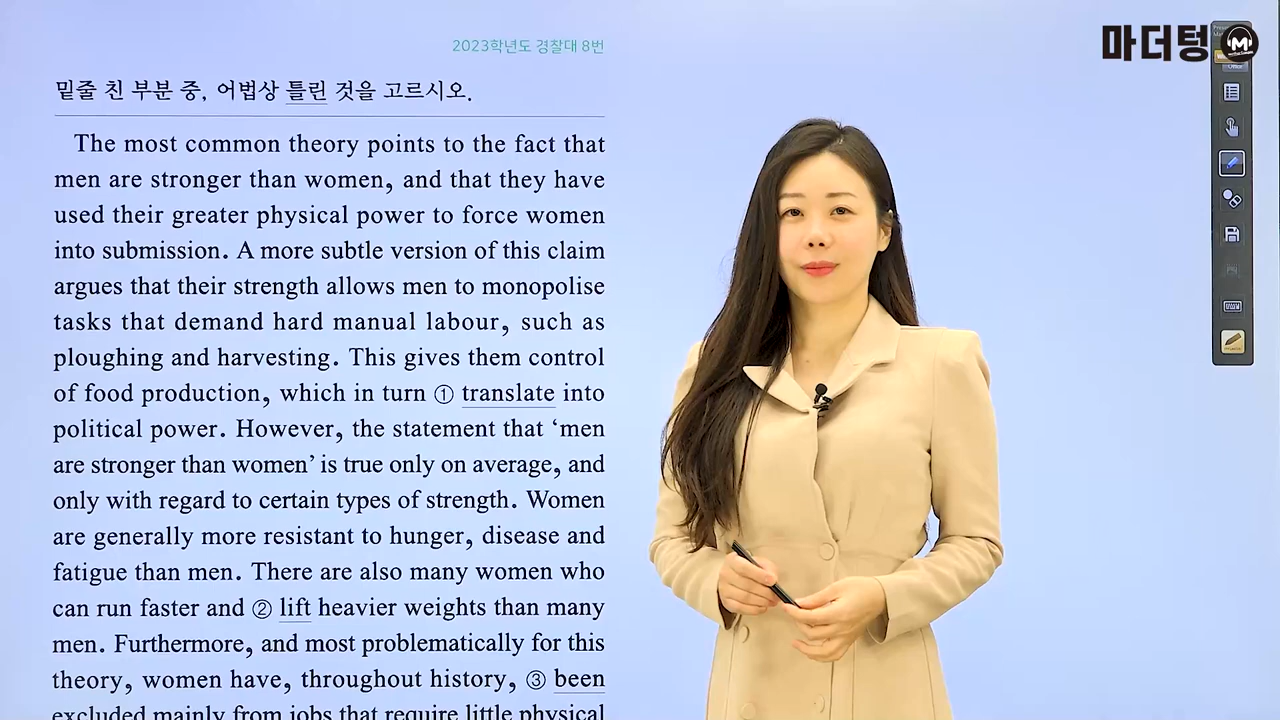 2023학년도 경찰대 8번
마더텅
밑줄 친 부분 중, 어법상 틀린 것을 고르시오.
The most common theory points to the fact that
men are stronger than women, and that they have
used their greater physical power to force women
into submission. A more subtle version of this claim
argues that their strength allows men to monopolise
tasks that demand hard manual labour, such as
ploughing and harvesting. This gives them control
of food production, which in turn ① translate into
political power. However, the statement that ‘men
are stronger than women’ is true only on average, and
only with regard to certain types of strength. Women
are generally more resistant to hunger, disease and
fatigue than men. There are also many women who
can run faster and ② lift heavier weights than many
men. Furthermore, and most problematically for this
theory, women have, throughout history, ③ been
excluded mainly from jobs that require little physical